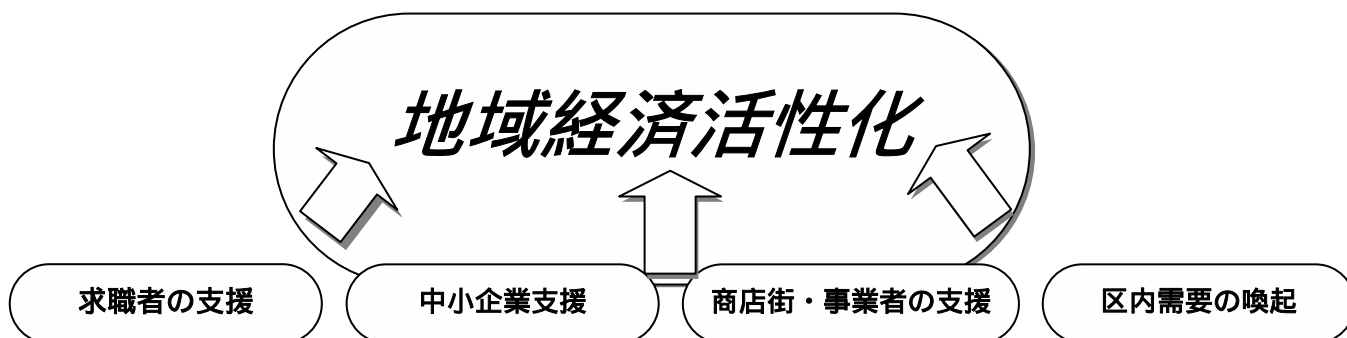 地域経済活性化
求職者の支援
中小企業支援
商店街・事業者の支援
区内需要の喚起